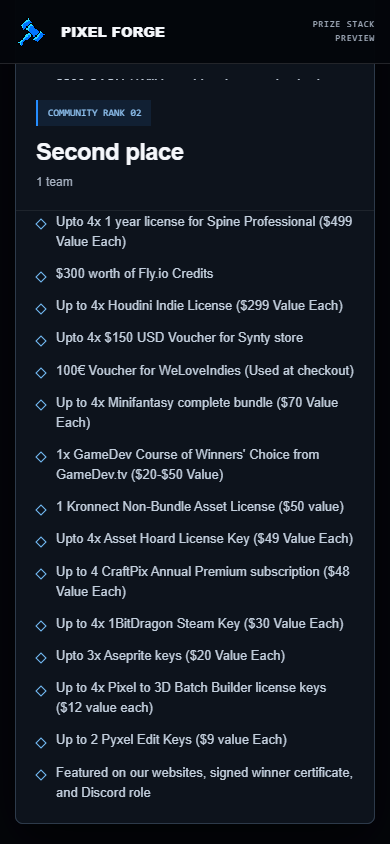 PIXEL FORGE
PRIZE STACK
PREVIEW
COMMUNITY RANK 02
Second place
1 team
Upto 4x 1 year license for Spine Professional ($499
Value Each)
$300 worth of Fly.io Credits
Up to 4x Houdini Indie License ($299 Value Each)
Upto 4x $150 USD Voucher for Synty store
100€ Voucher for WeLoveIndies (Used at checkout)
Up to 4x Minifantasy complete bundle ($70 Value
Each)
1x GameDev Course of Winners' Choice from
GameDev.tv ($20-$50 Value)
1 Kronnect Non-Bundle Asset License ($50 value)
Upto 4x Asset Hoard License Key ($49 Value Each)
Up to 4 CraftPix Annual Premium subscription ($48
Value Each)
Up to 4x 1BitDragon Steam Key ($30 Value Each)
Upto 3x Aseprite keys ($20 Value Each)
Up to 4x Pixel to 3D Batch Builder license keys
($12 value each)
Up to 2 Pyxel Edit Keys ($9 value Each)
Featured on our websites, signed winner certificate,
and Discord role